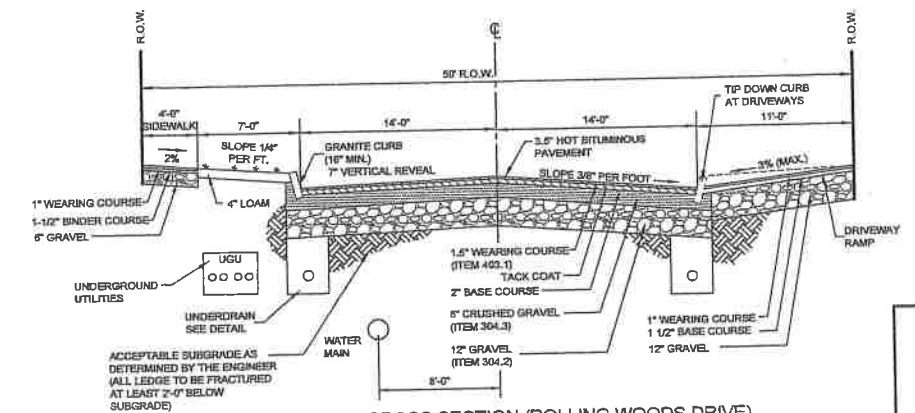 R.O.W.
℄
R.O.W.
50' R.O.W.
4'-0"
SIDEWALK
7'-0"
14'-0"
14'-0"
11'-0"
TIP DOWN CURB
AT DRIVEWAYS
2%
SLOPE 1/4"
PER FT.
GRANITE CURB
(16" MIN.)
7" VERTICAL REVEAL
3.5" HOT BITUMINOUS
PAVEMENT
SLOPE 3/8" PER FOOT
3% (MAX.)
1" WEARING COURSE
1-1/2" BINDER COURSE
6" GRAVEL
4" LOAM
DRIVEWAY
RAMP
UGU
UNDERGROUND
UTILITIES
UNDERDRAIN
SEE DETAIL
WATER
MAIN
1.5" WEARING COURSE
(ITEM 403.1)
TACK COAT
2" BASE COURSE
6" CRUSHED GRAVEL
(ITEM 304.3)
12" GRAVEL
(ITEM 304.2)
1" WEARING COURSE
1 1/2" BASE COURSE
12" GRAVEL
ACCEPTABLE SUBGRADE AS
DETERMINED BY THE ENGINEER
(ALL LEDGE TO BE FRACTURED
AT LEAST 2'-0" BELOW
SUBGRADE)
8'-0"
CROSS SECTION (ROLLING WOODS DRIVE)